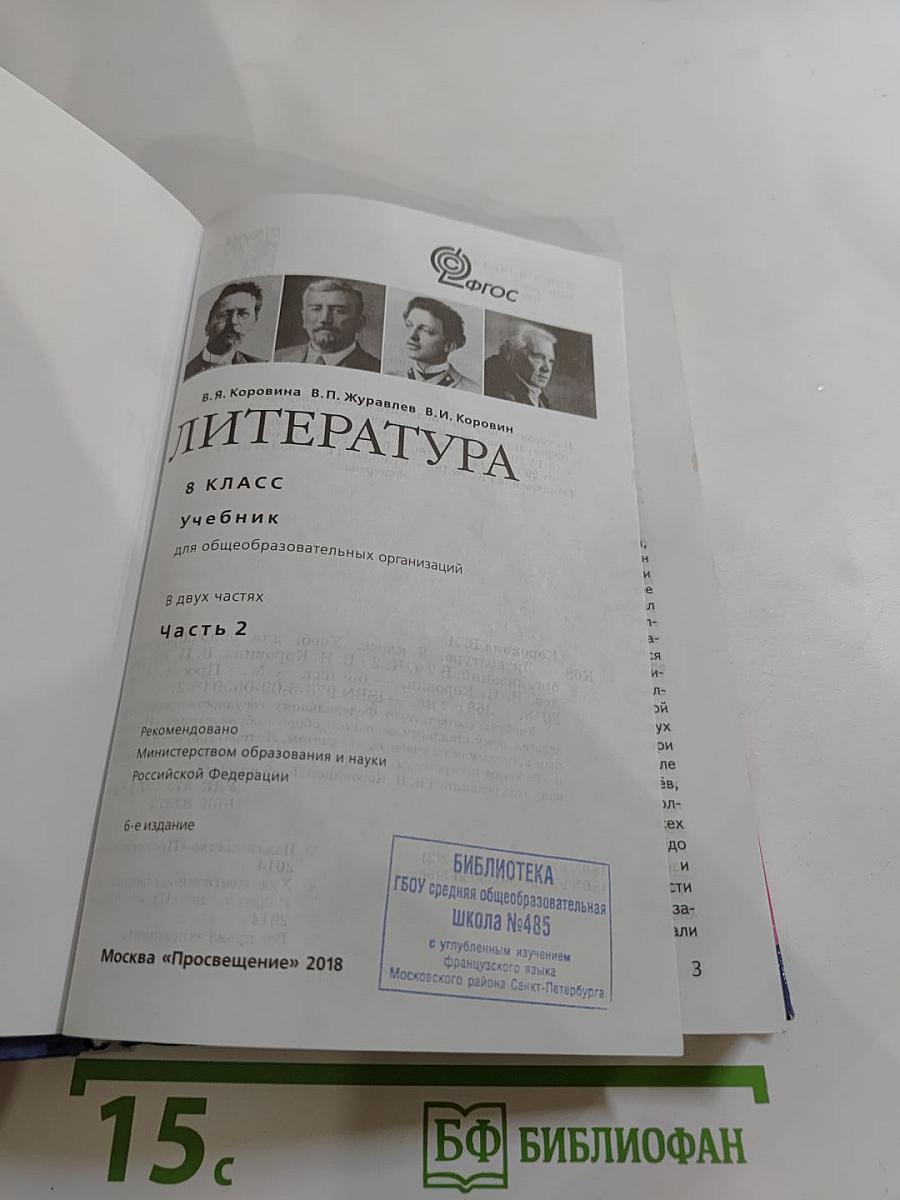 ФГОС
В.Я. Коровина В.П. Журавлев В.И. Коровин
ЛИТЕРАТУРА
8 КЛАСС
Учебник
для общеобразовательных организаций
В двух частях
Часть 2
Рекомендовано
Министерством образования и науки
Российской Федерации
6-е издание
Москва «Просвещение» 2018
БИБЛИОТЕКА
ГБОУ средняя общеобразовательная
школа №485
с углубленным изучением
французского языка
Московского района Санкт-Петербурга
3
15 с
БФ БИБЛИОФАН